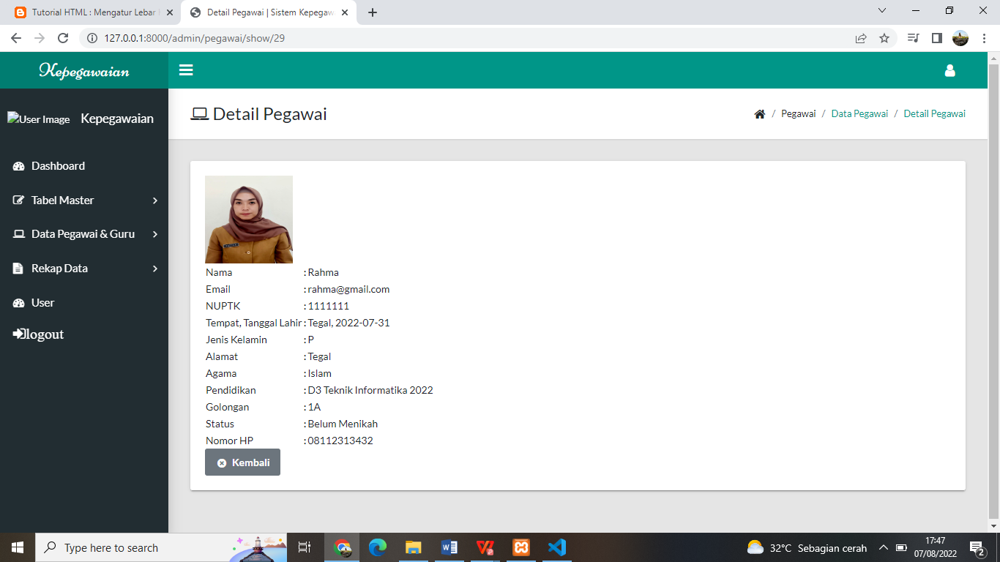 Tutorial HTML : Mengatur Lebar
Detail Pegawai | Sistem Kepegaw
127.0.0.1:8000/admin/pegawai/show/29
Kepegawaian
User Image Kepegawaian
Detail Pegawai
/ Pegawai / Data Pegawai / Detail Pegawai
Dashboard
Tabel Master
Data Pegawai & Guru
Rekap Data
User
logout
Nama : Rahma
Email : rahma@gmail.com
NUPTK : 1111111
Tempat, Tanggal Lahir : Tegal, 2022-07-31
Jenis Kelamin : P
Alamat : Tegal
Agama : Islam
Pendidikan : D3 Teknik Informatika 2022
Golongan : 1A
Status : Belum Menikah
Nomor HP : 08112313432
Kembali
Type here to search
32°C Sebagian cerah
17:47
07/08/2022
2